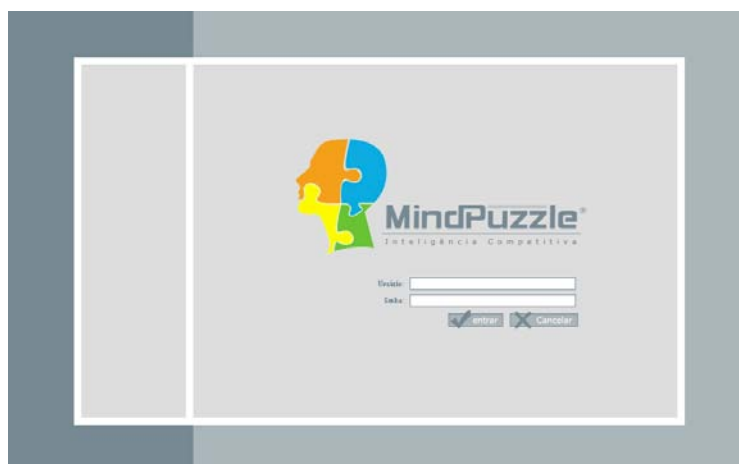 MindPuzzle®
Inteligência Competitiva
Usuário:
Senha:
entrar Cancelar